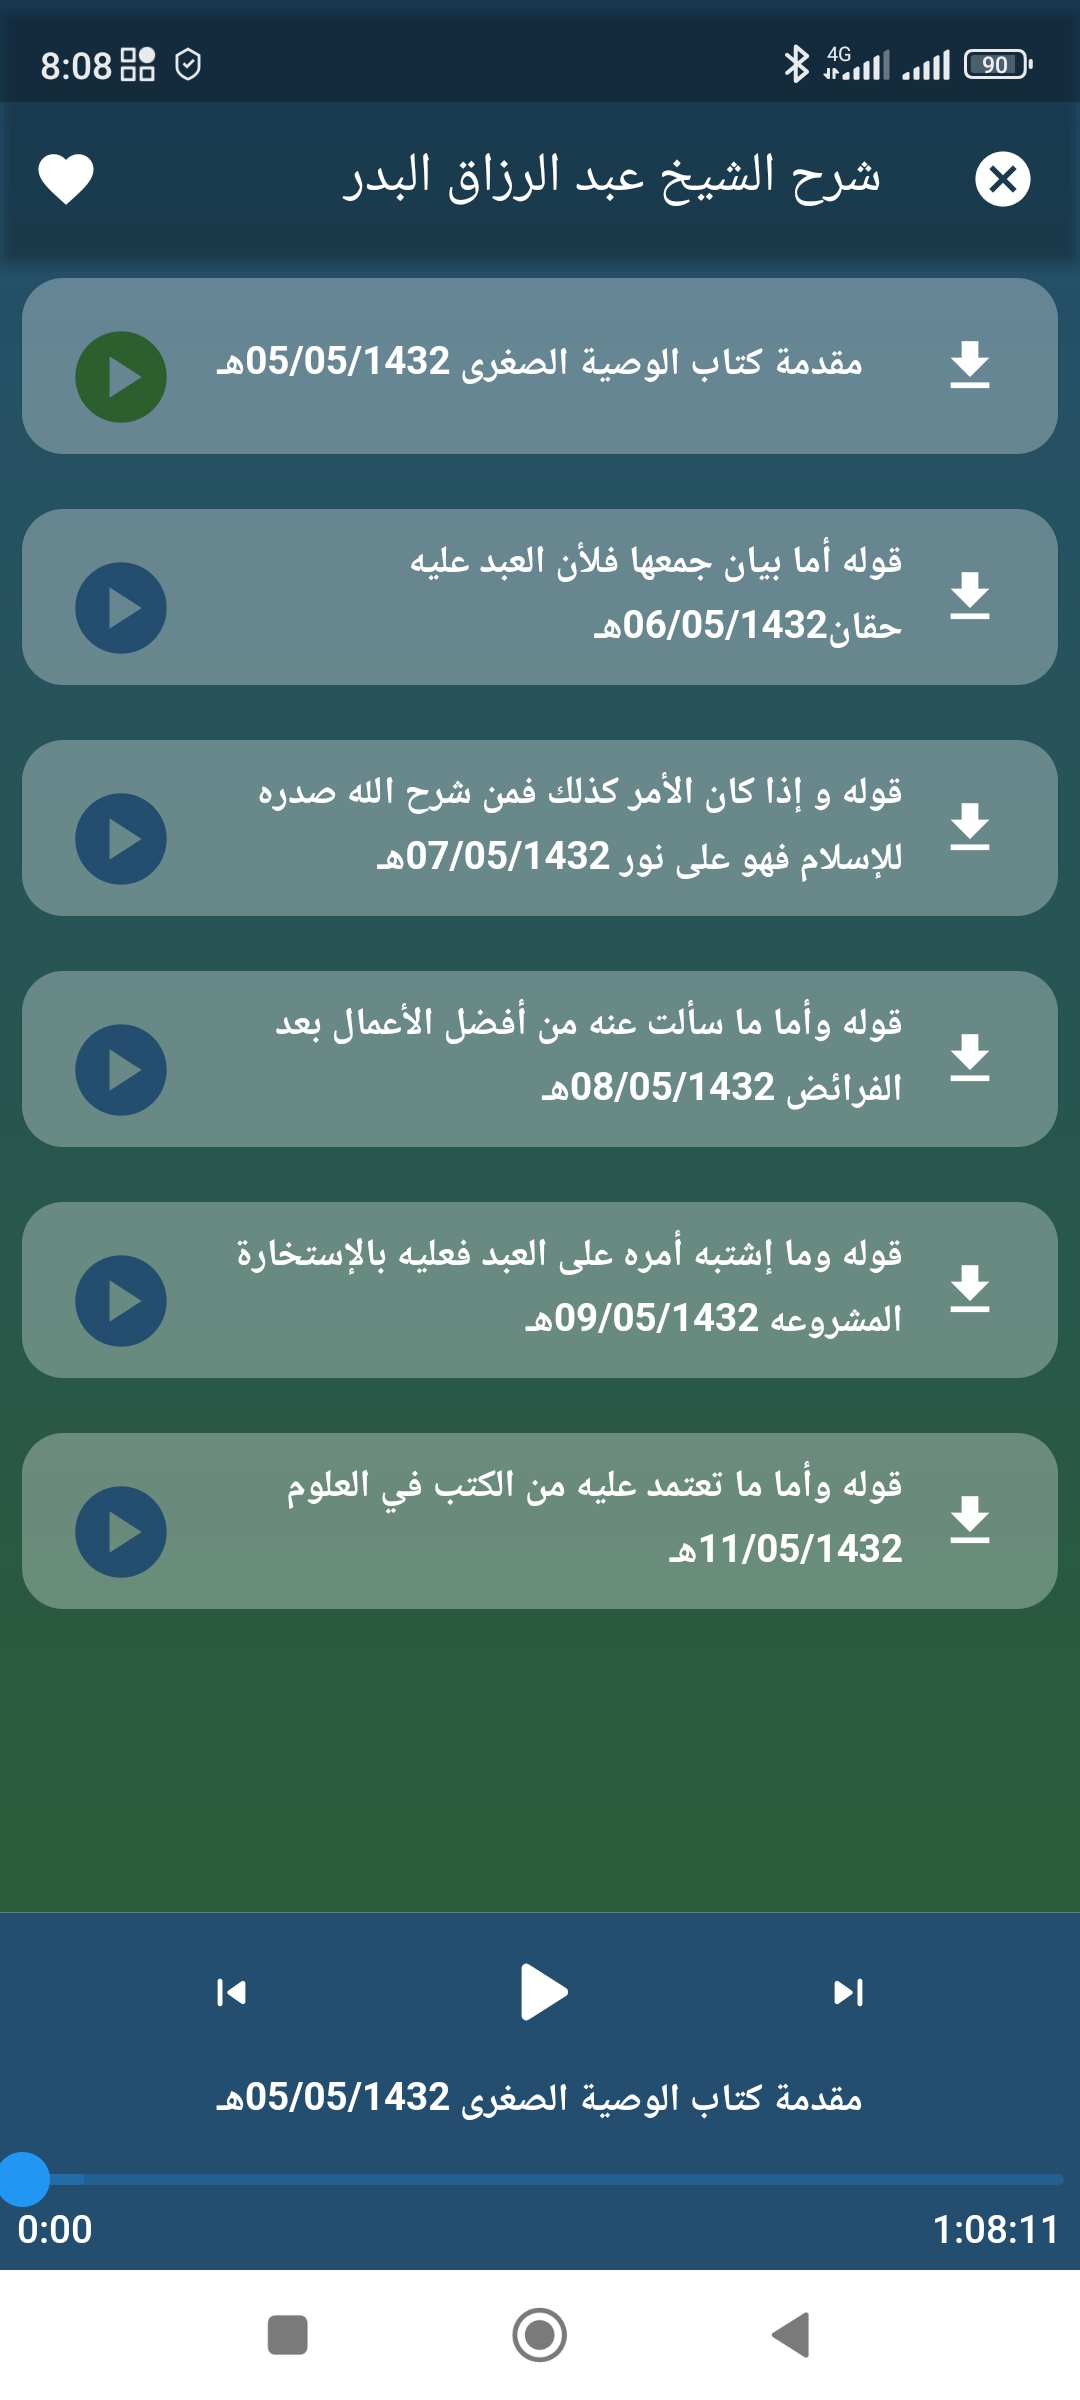 8:08
4G
90
شرح الشيخ عبد الرزاق البدر
مقدمة كتاب الوصية الصغرى 05/05/1432هـ
قوله أما بيان جمعها فلأن العبد عليه
حقان06/05/1432هـ
قوله و إذا كان الأمر كذلك فمن شرح الله صدره
للإسلام فهو على نور 07/05/1432هـ
قوله وأما ما سألت عنه من أفضل الأعمال بعد
الفرائض 08/05/1432هـ
قوله وما إشتبه أمره على العبد فعليه بالإستخارة
المشروعه 09/05/1432هـ
قوله وأما ما تعتمد عليه من الكتب في العلوم
11/05/1432هـ
مقدمة كتاب الوصية الصغرى 05/05/1432هـ
0:00
1:08:11